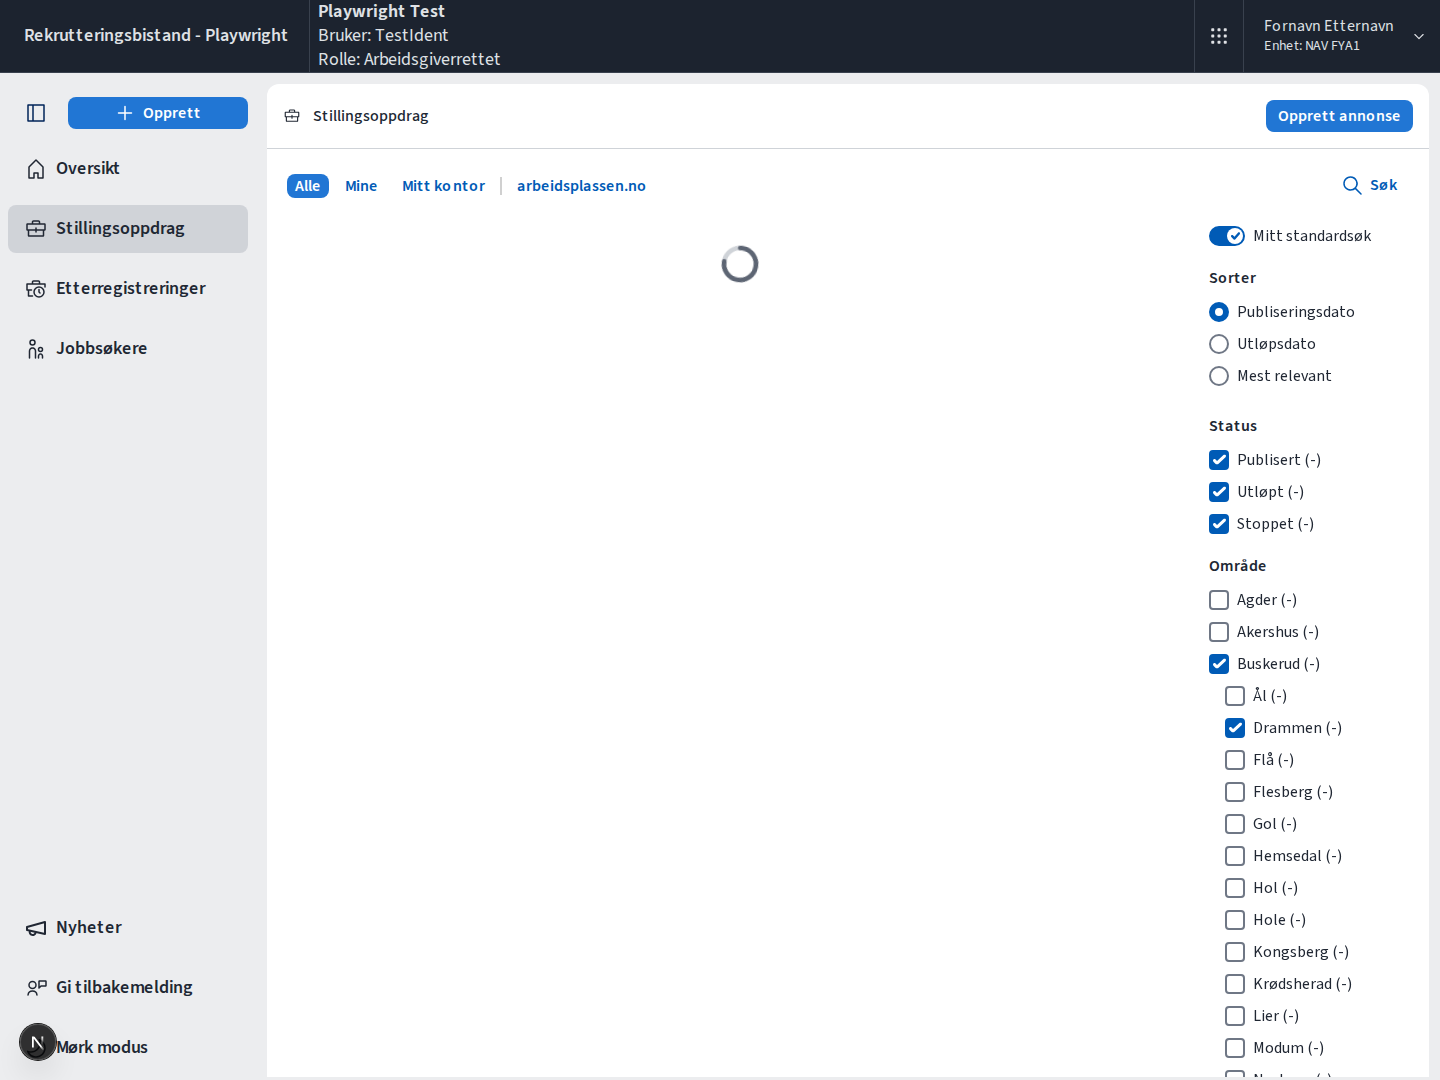 Rekrutteringsbistand - Playwright
Playwright Test
Bruker: TestIdent
Rolle: Arbeidsgiverrettet
Fornavn Etternavn
Enhet: NAV FYA1
Opprett
Oversikt
Stillingsoppdrag
Etterregistreringer
Jobbsøkere
Nyheter
Gi tilbakemelding
N
Mørk modus
Stillingsoppdrag
Opprett annonse
Alle
Mine
Mitt kontor
arbeidsplassen.no
Søk
Mitt standardsøk
Sorter
Publiseringsdato
Utløpsdato
Mest relevant
Status
Publisert (-)
Utløpt (-)
Stoppet (-)
Område
Agder (-)
Akershus (-)
Buskerud (-)
Ål (-)
Drammen (-)
Flå (-)
Flesberg (-)
Gol (-)
Hemsedal (-)
Hol (-)
Hole (-)
Kongsberg (-)
Krødsherad (-)
Lier (-)
Modum (-)